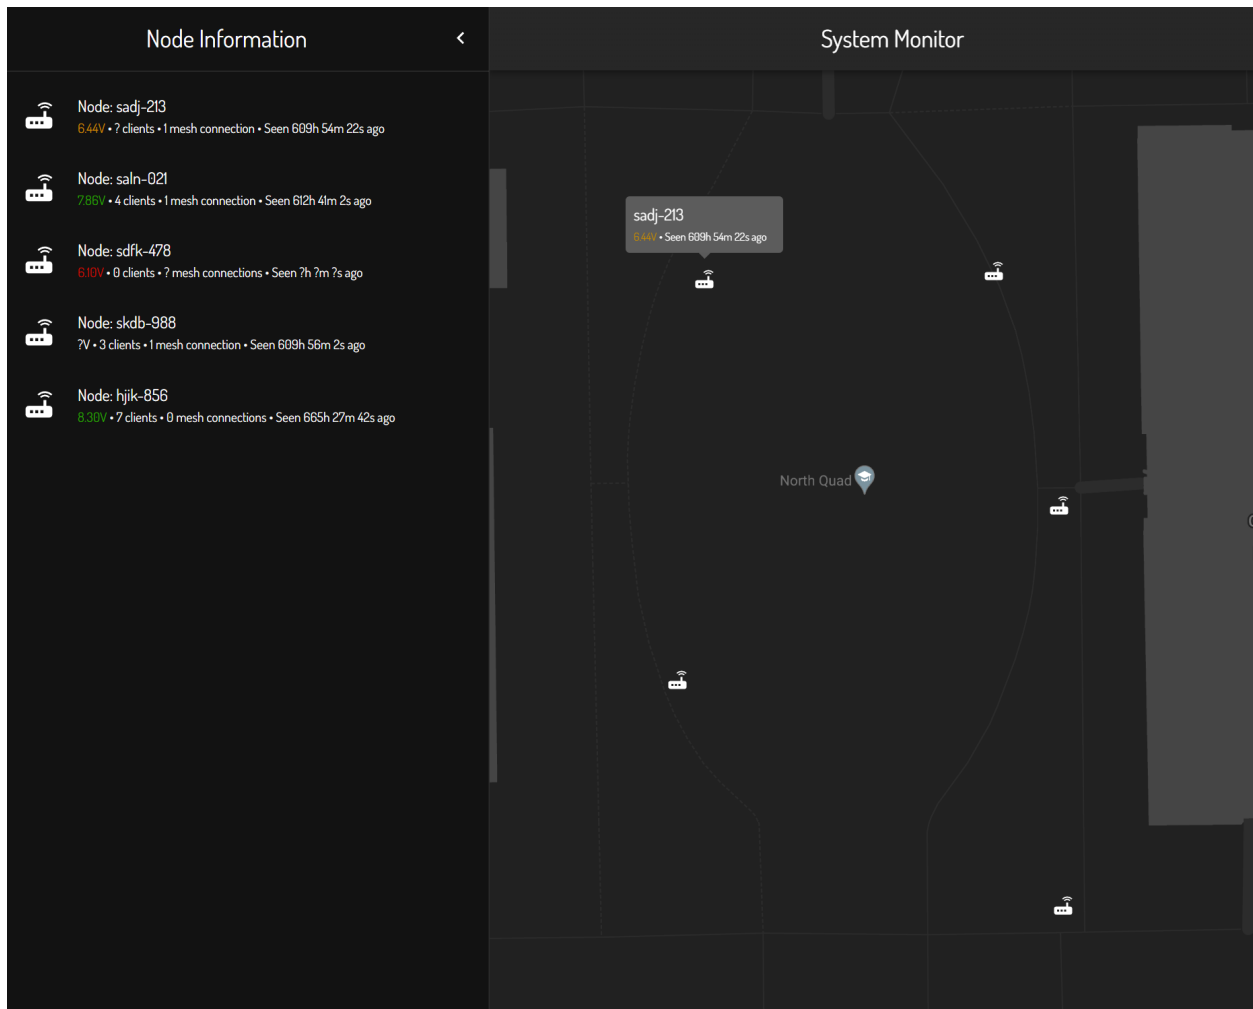 Node Information
System Monitor
Node: sadj-213
6.44V • ? clients • 1 mesh connection • Seen 609h 54m 22s ago
Node: saln-021
7.86V • 4 clients • 1 mesh connection • Seen 612h 41m 2s ago
Node: sdfk-478
6.10V • 0 clients • ? mesh connections • Seen ?h ?m ?s ago
Node: skdb-988
?V • 3 clients • 1 mesh connection • Seen 609h 56m 2s ago
Node: hjik-856
8.30V • 7 clients • 0 mesh connections • Seen 665h 27m 42s ago
sadj-213
6.44V • Seen 609h 54m 22s ago
North Quad